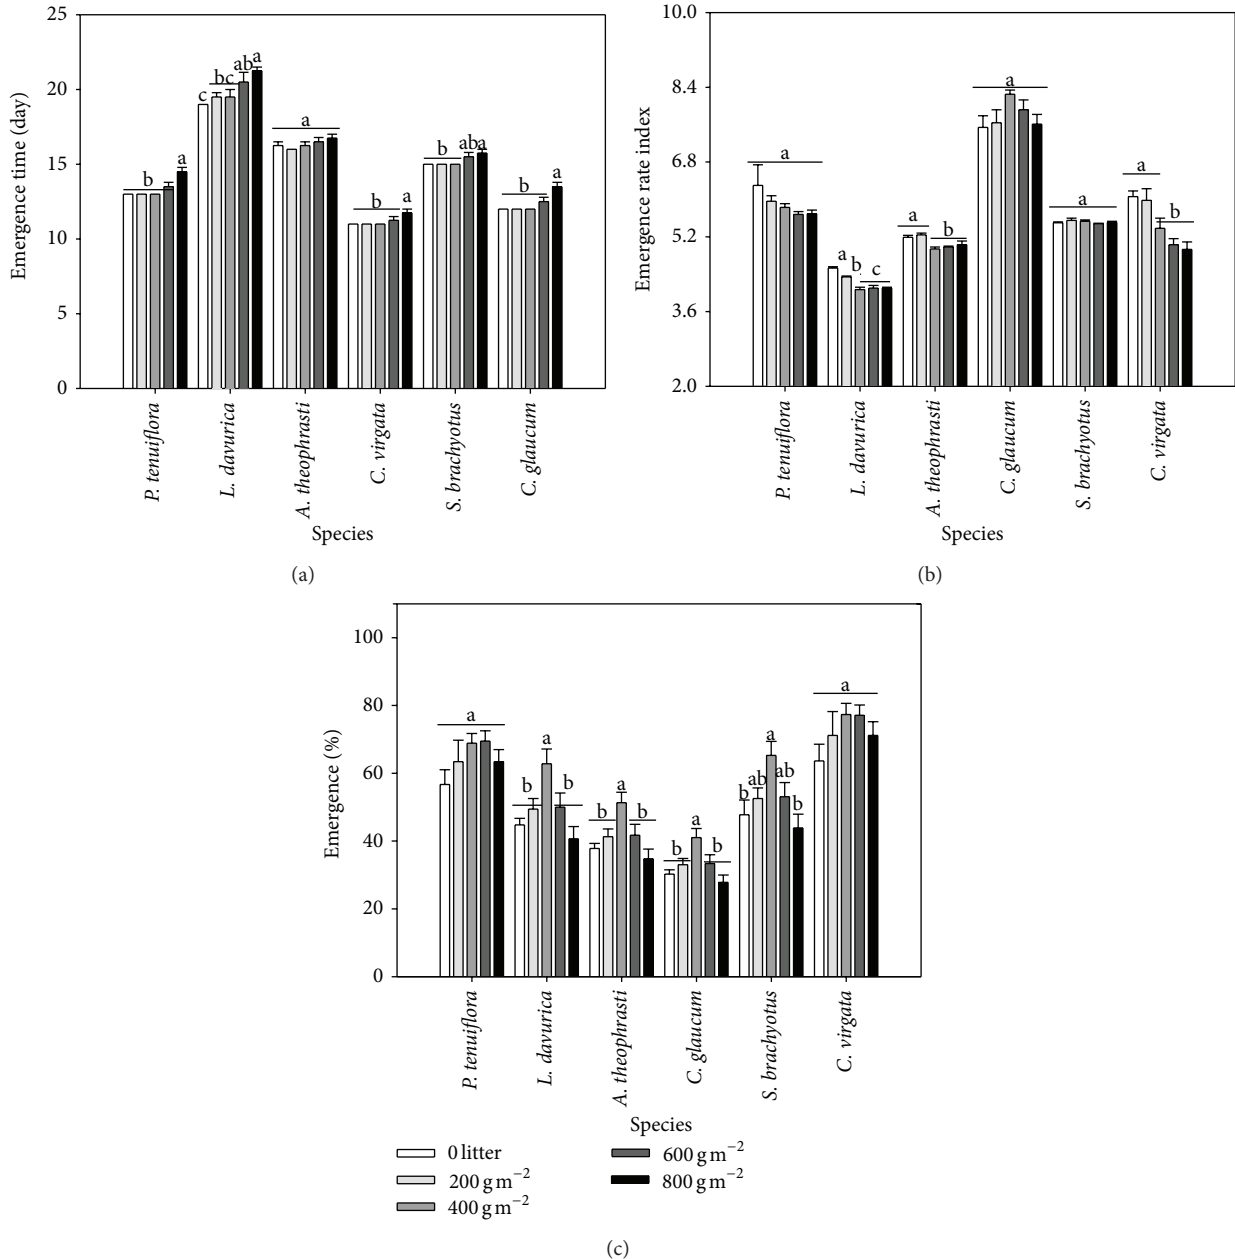 25
20
15
10
5
0
Emergence time (day)
b
a
c
bc
ab
a
a
b
a
b
ab
a
b
a
P. tenuiflora
L. davurica
A. theophrasti
C. virgata
S. brachyotus
C. glaucum
Species
(a)
10.0
8.4
6.8
5.2
3.6
2.0
Emergence rate index
a
a
b
c
a
b
a
a
a
b
P. tenuiflora
L. davurica
A. theophrasti
C. glaucum
S. brachyotus
C. virgata
Species
(b)
100
80
60
40
20
0
Emergence (%)
a
b
a
b
b
a
b
b
a
b
b
ab
a
ab
b
a
P. tenuiflora
L. davurica
A. theophrasti
C. glaucum
S. brachyotus
C. virgata
Species
0 litter
200 g m⁻²
400 g m⁻²
600 g m⁻²
800 g m⁻²
(c)